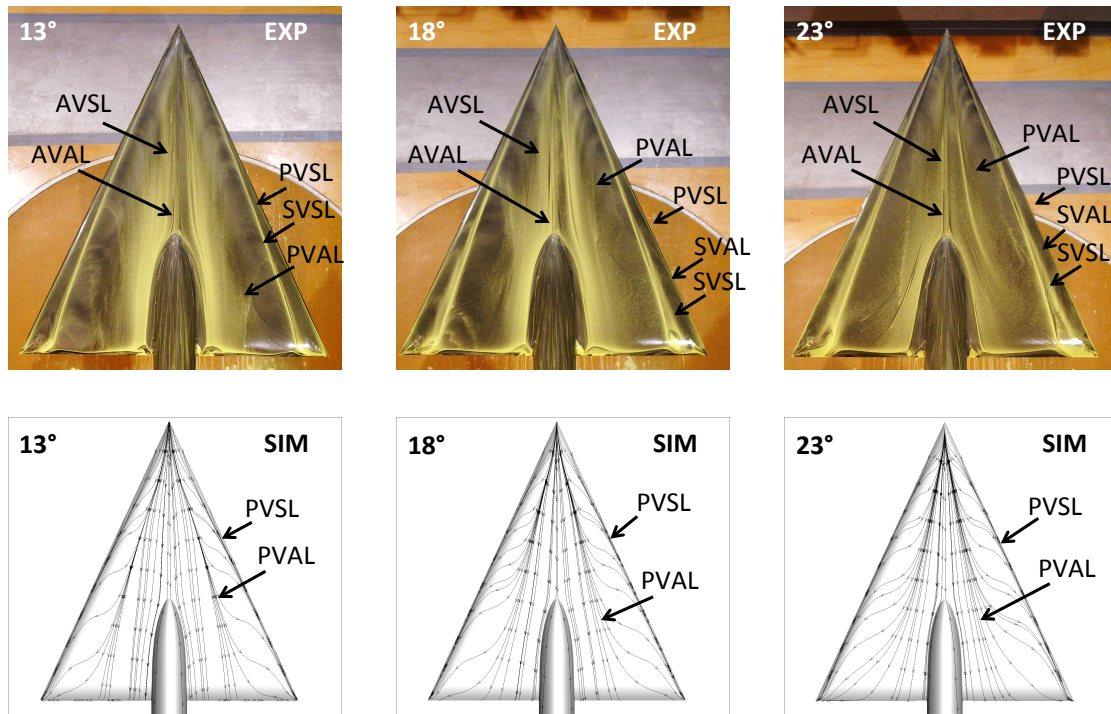 13° EXP
AVSL
AVAL
PVSL
SVSL
PVAL
18° EXP
AVSL
AVAL
PVAL
PVSL
SVAL
SVSL
23° EXP
AVSL
AVAL
PVAL
PVSL
SVAL
SVSL
13° SIM
PVSL
PVAL
18° SIM
PVSL
PVAL
23° SIM
PVSL
PVAL